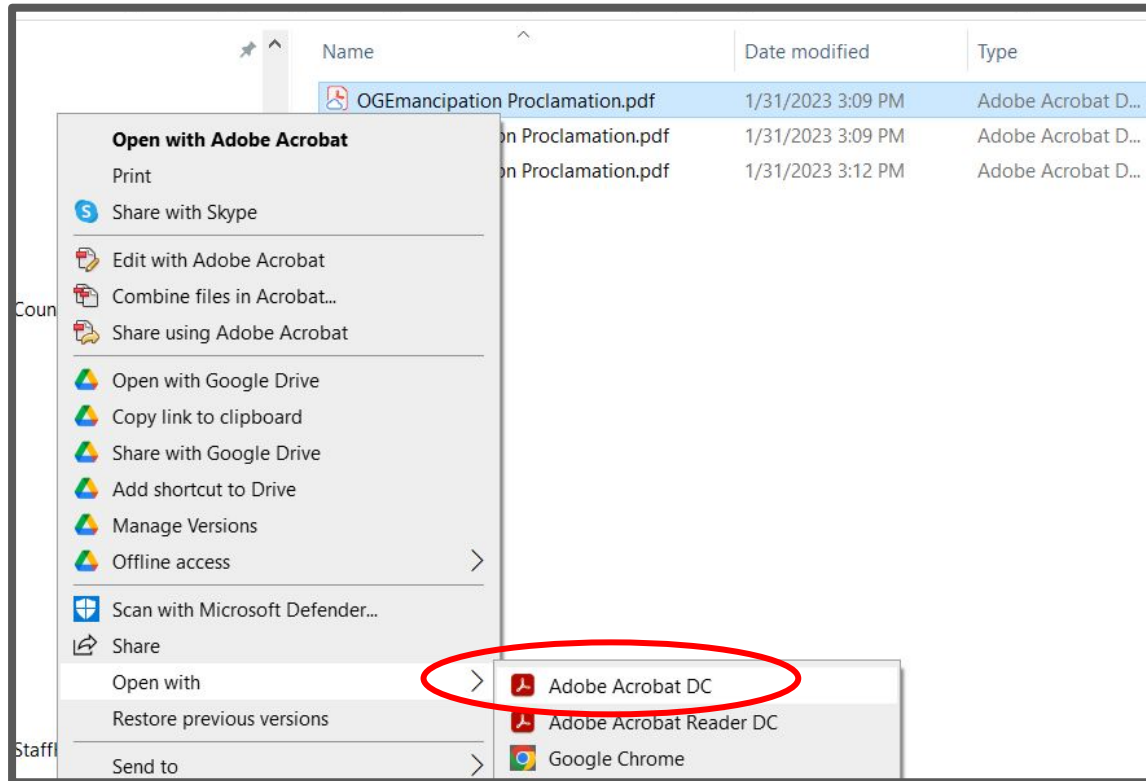 Name Date modified Type
OGEmancipation Proclamation.pdf 1/31/2023 3:09 PM Adobe Acrobat D...
on Proclamation.pdf 1/31/2023 3:09 PM Adobe Acrobat D...
on Proclamation.pdf 1/31/2023 3:12 PM Adobe Acrobat D...
Open with Adobe Acrobat
Print
Share with Skype
Edit with Adobe Acrobat
Combine files in Acrobat...
Share using Adobe Acrobat
Open with Google Drive
Copy link to clipboard
Share with Google Drive
Add shortcut to Drive
Manage Versions
Offline access
Scan with Microsoft Defender...
Share
Open with
Restore previous versions
Send to
Adobe Acrobat DC
Adobe Acrobat Reader DC
Google Chrome
Coun
Staff